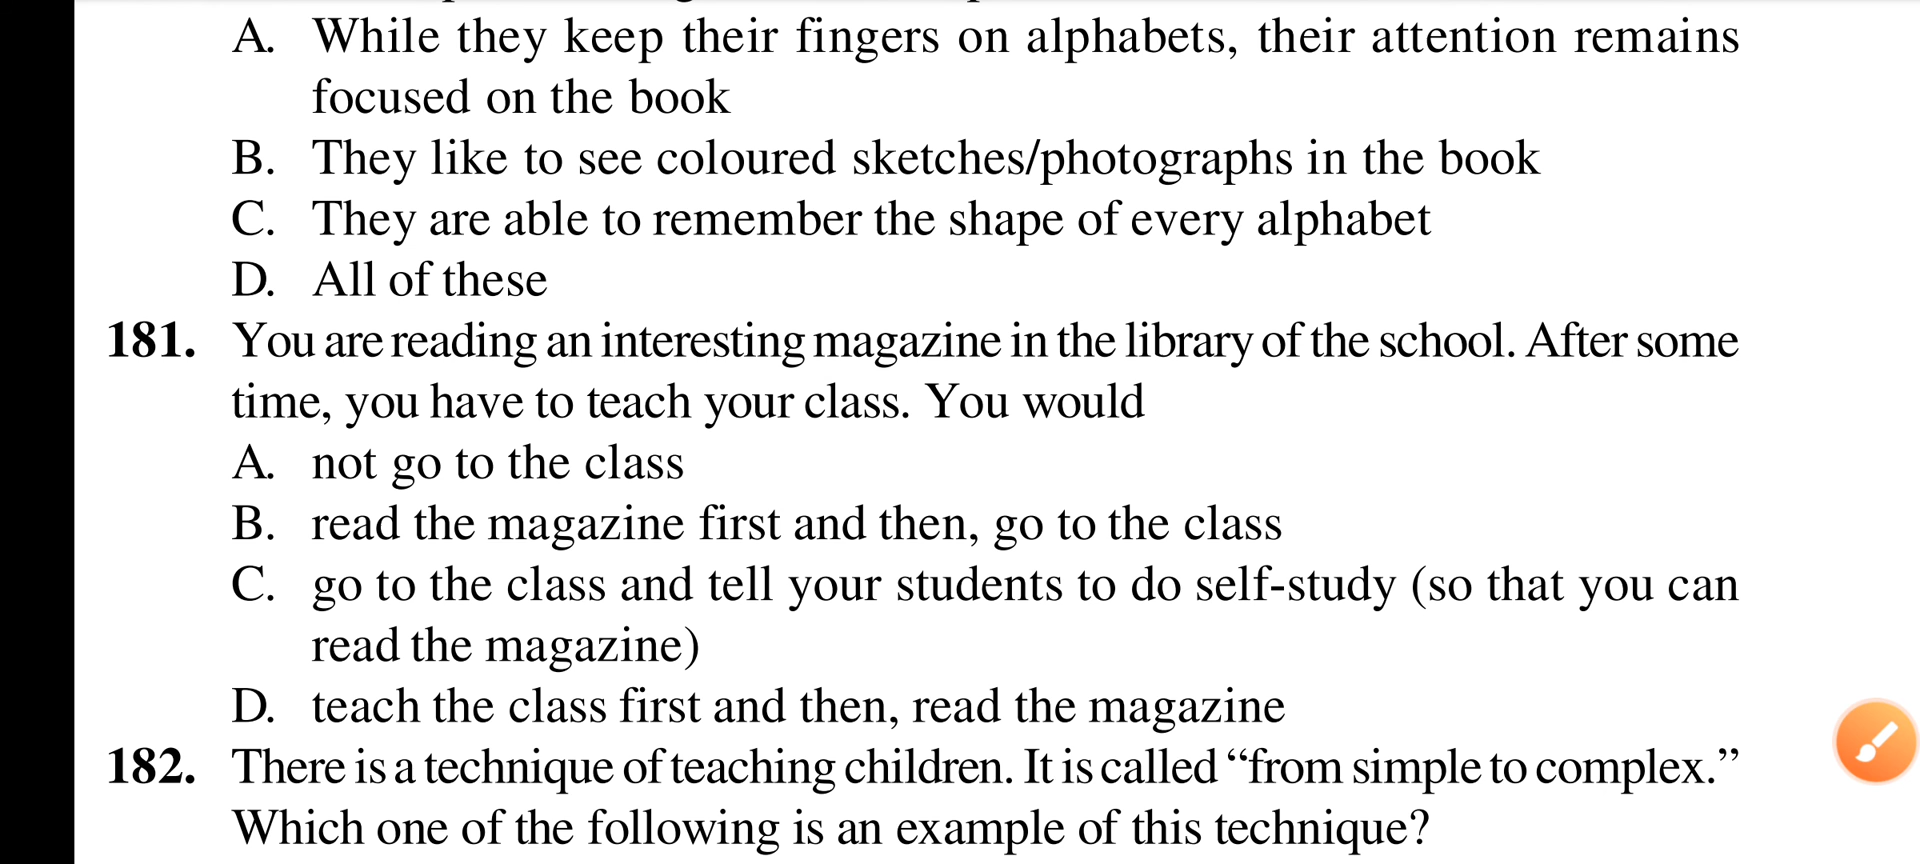 A. While they keep their fingers on alphabets, their attention remains
focused on the book
B. They like to see coloured sketches/photographs in the book
C. They are able to remember the shape of every alphabet
D. All of these
181. You are reading an interesting magazine in the library of the school. After some
time, you have to teach your class. You would
A. not go to the class
B. read the magazine first and then, go to the class
C. go to the class and tell your students to do self-study (so that you can
read the magazine)
D. teach the class first and then, read the magazine
182. There is a technique of teaching children. It is called “from simple to complex.”
Which one of the following is an example of this technique?